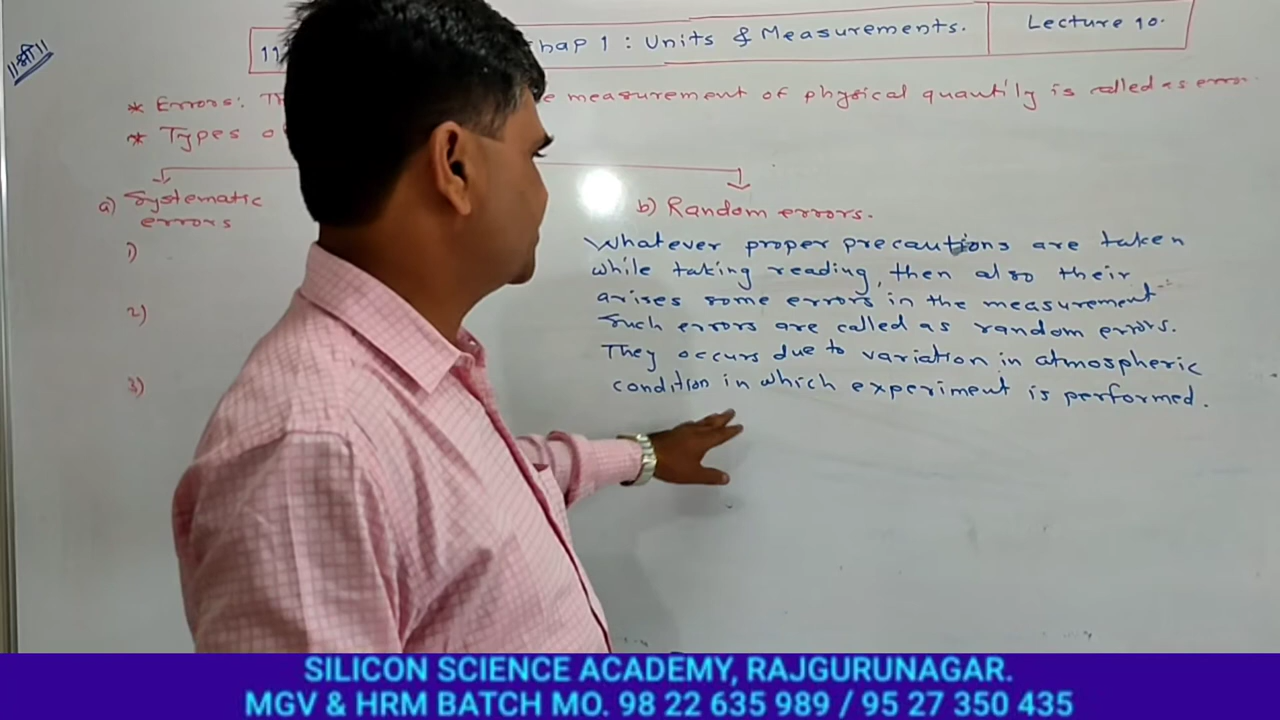 ॥श्री॥
11
hap 1 : Units & Measurements.
Lecture 10.
* Errors:
e measurement of physical quantity is called as error.
* Types o
a) Systematic
errors
1)
2)
3)
b) Random errors.
Whatever proper precautions are taken
while taking reading, then also their
arises some errors in the measurement
Such errors are called as random errors.
They occurs due to variation in atmospheric
condition in which experiment is performed.
SILICON SCIENCE ACADEMY, RAJGURUNAGAR.
MGV & HRM BATCH MO. 98 22 635 989 / 95 27 350 435